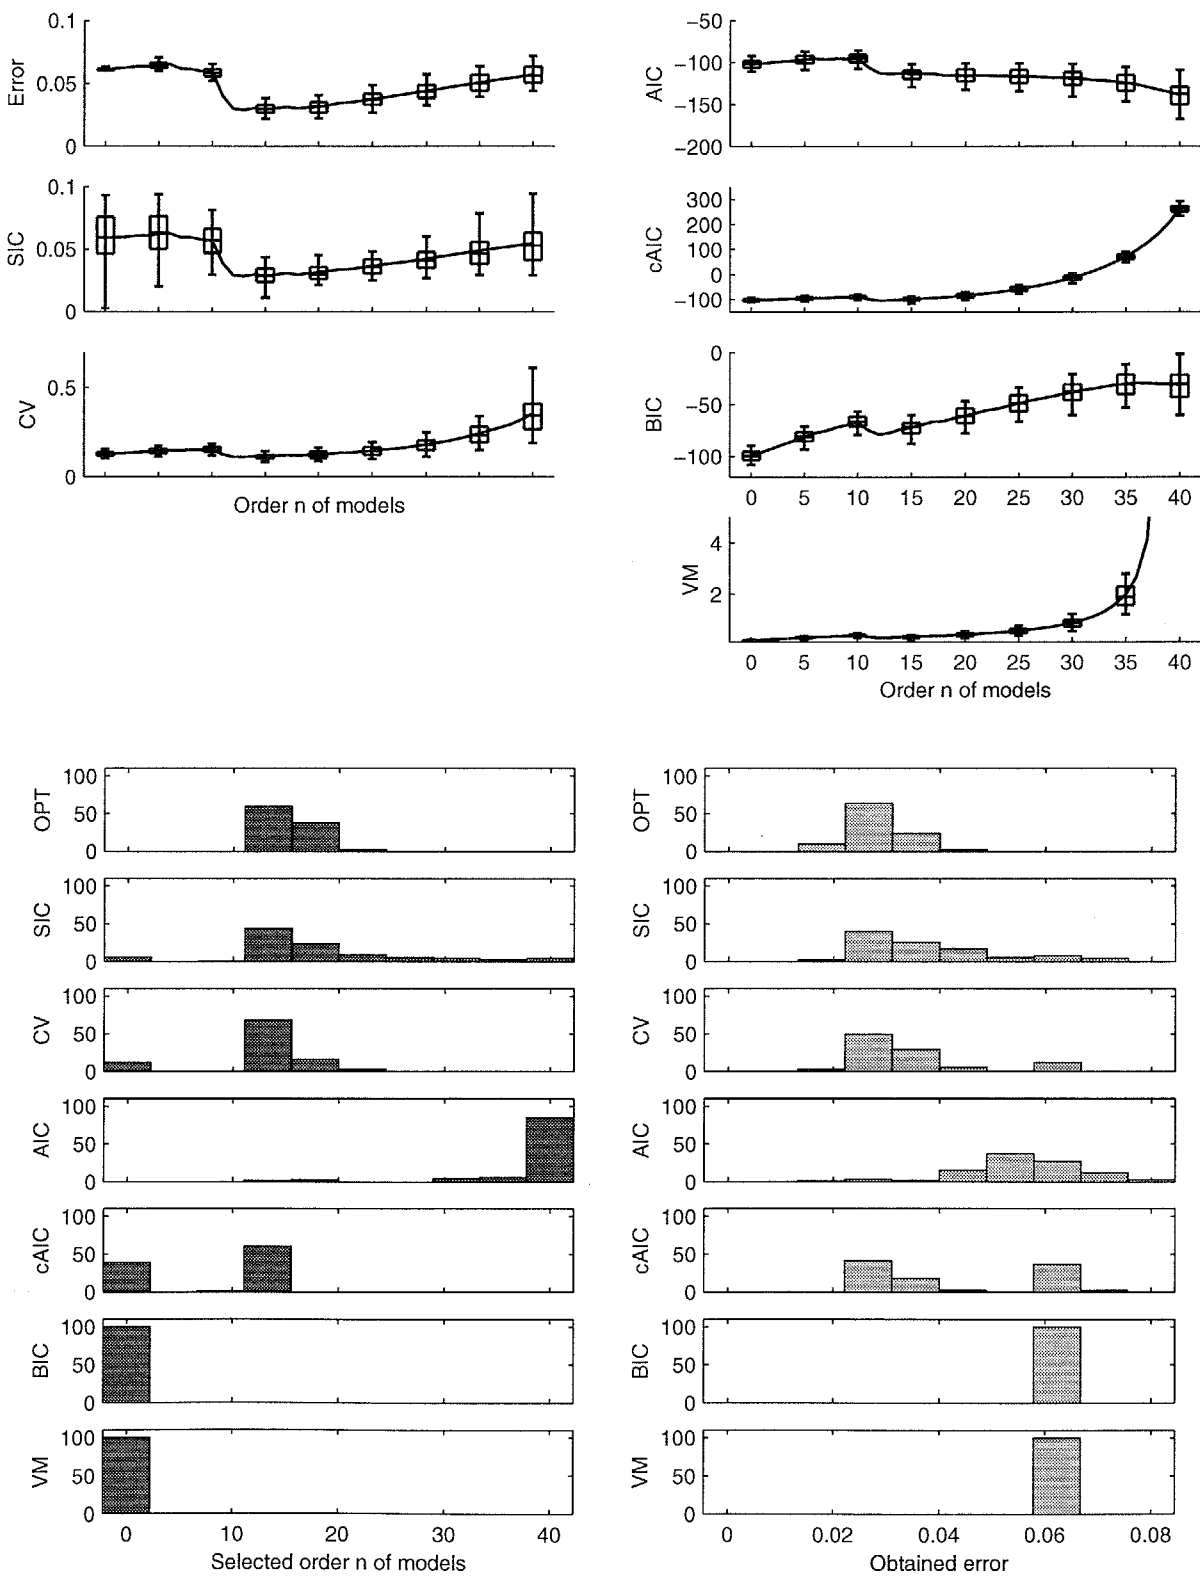 0.1
0.05
0
Error
−50
−100
−150
−200
AIC
0.1
0.05
0
SIC
300
200
100
0
−100
cAIC
0.5
0
CV
Order n of models
0
−50
−100
BIC
0 5 10 15 20 25 30 35 40
4
2
VM
0 5 10 15 20 25 30 35 40
Order n of models
100
50
0
OPT
100
50
0
OPT
100
50
0
SIC
100
50
0
SIC
100
50
0
CV
100
50
0
CV
100
50
0
AIC
100
50
0
AIC
100
50
0
cAIC
100
50
0
cAIC
100
50
0
BIC
100
50
0
BIC
100
50
0
VM
100
50
0
VM
0 10 20 30 40
Selected order n of models
0 0.02 0.04 0.06 0.08
Obtained error